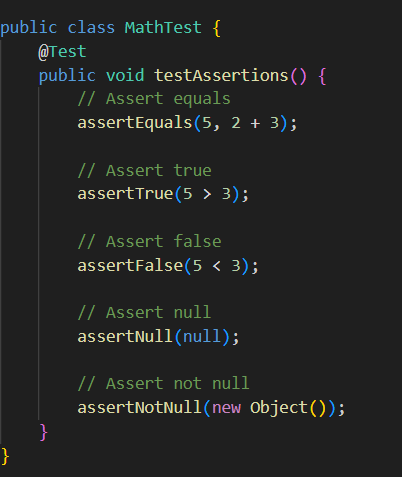 public class MathTest {
    @Test
    public void testAssertions() {
        // Assert equals
        assertEquals(5, 2 + 3);

        // Assert true
        assertTrue(5 > 3);

        // Assert false
        assertFalse(5 < 3);

        // Assert null
        assertNull(null);

        // Assert not null
        assertNotNull(new Object());
    }
}